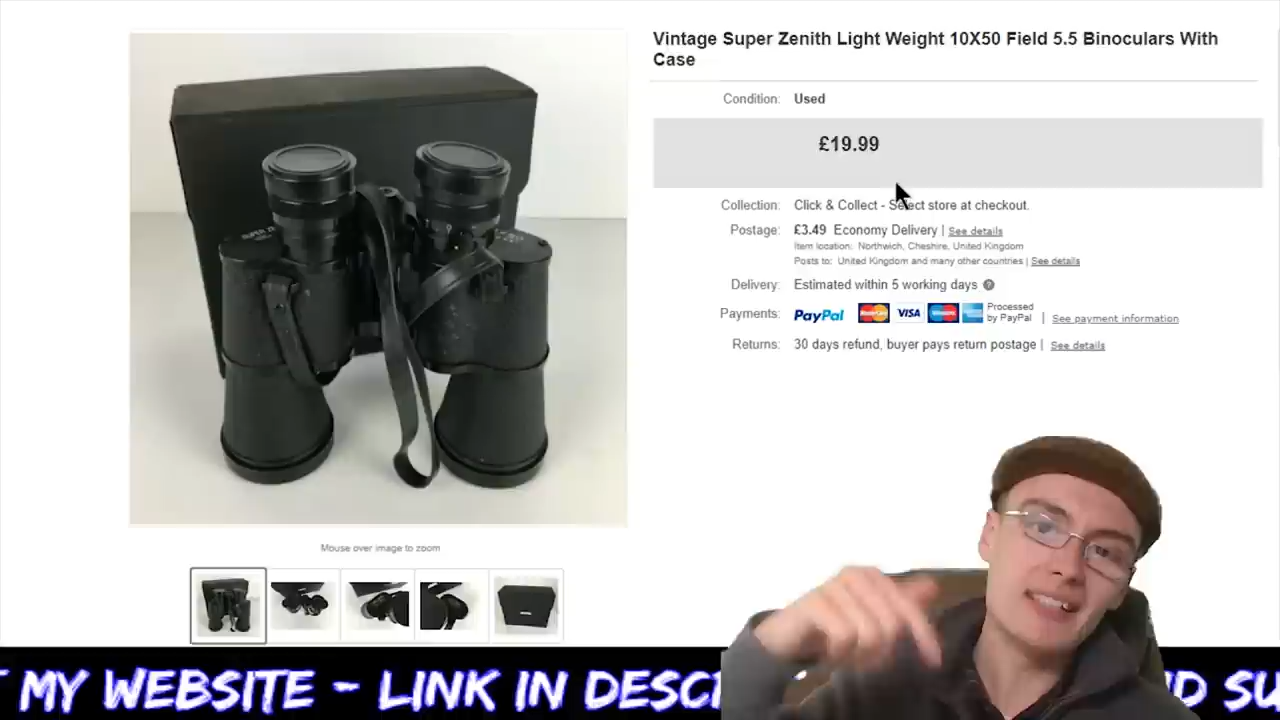 Vintage Super Zenith Light Weight 10X50 Field 5.5 Binoculars With
Case
Condition: Used
£19.99
Collection: Click & Collect - Select store at checkout.
Postage: £3.49 Economy Delivery | See details
Item location: Northwich, Cheshire, United Kingdom
Posts to: United Kingdom and many other countries | See details
Delivery: Estimated within 5 working days ?
Payments: PayPal MasterCard VISA Maestro Processed
by PayPal | See payment information
Returns: 30 days refund, buyer pays return postage | See details
Mouse over image to zoom
T MY WEBSITE - LINK IN DESC